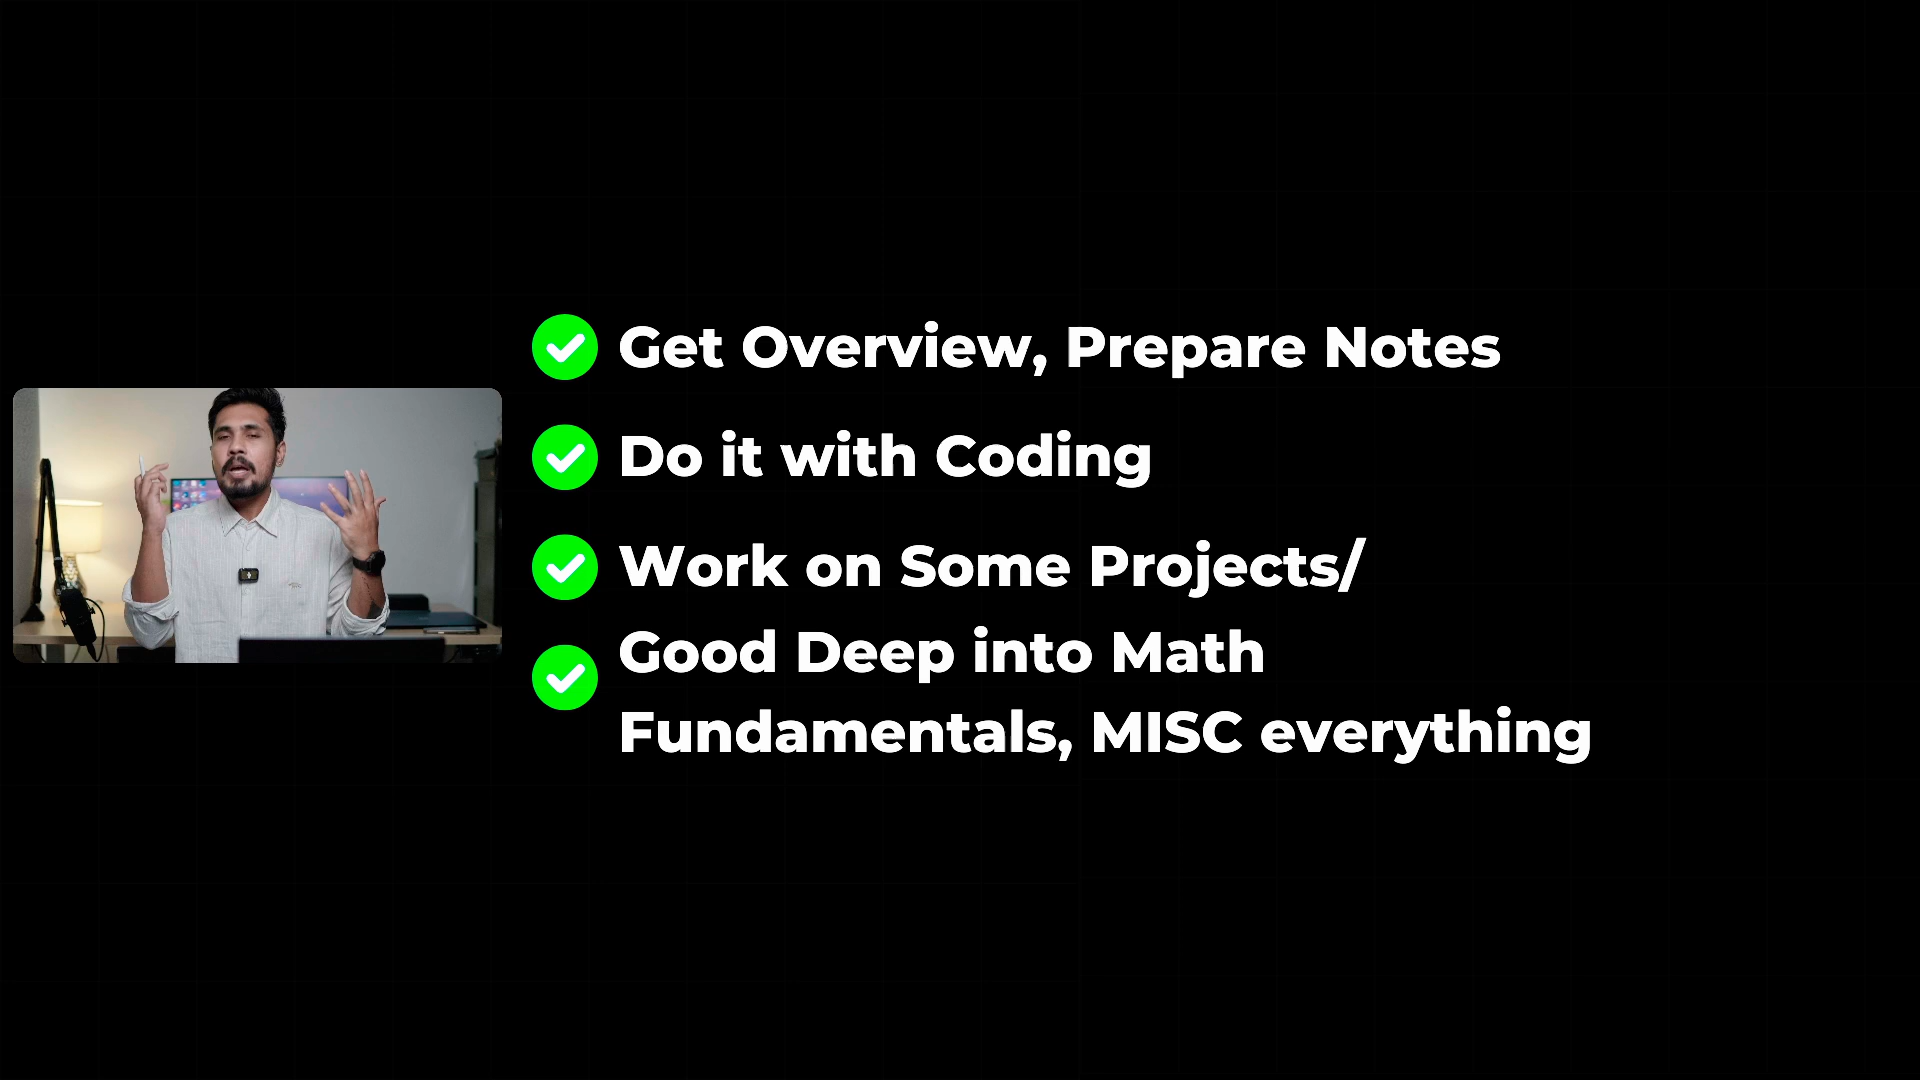 Get Overview, Prepare Notes
Do it with Coding
Work on Some Projects/
Good Deep into Math
Fundamentals, MISC everything